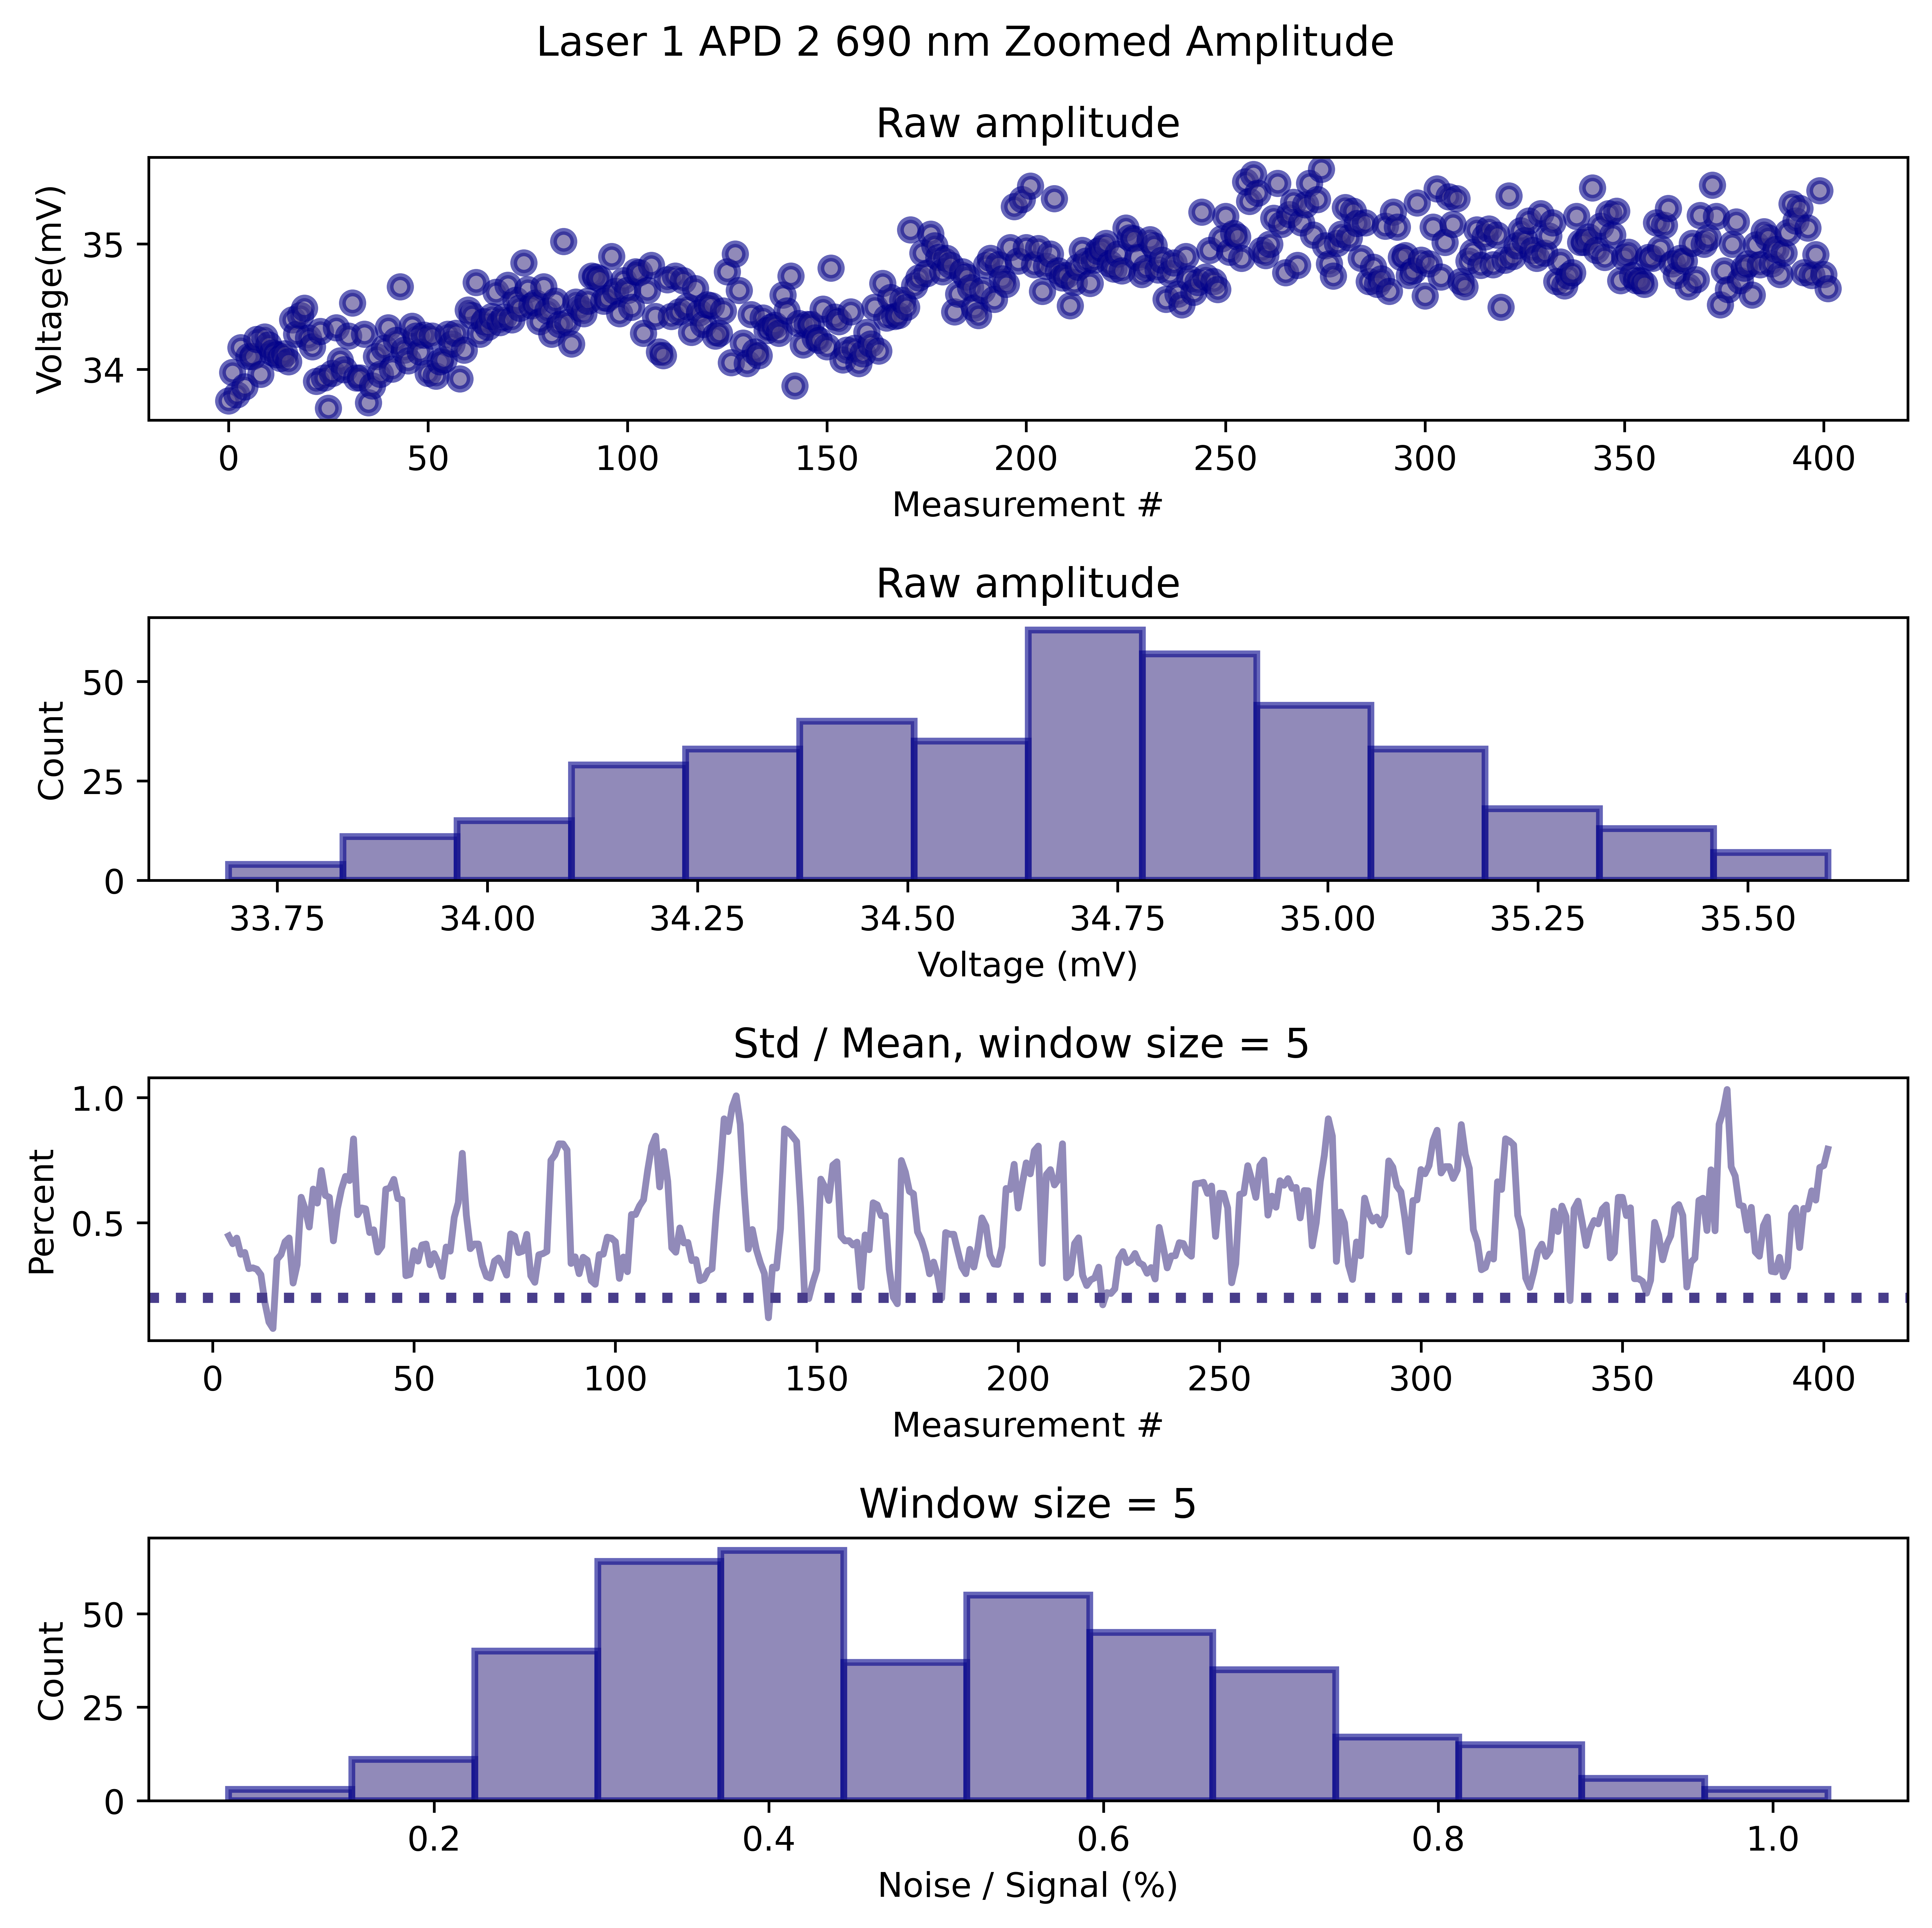 Laser 1 APD 2 690 nm Zoomed Amplitude
Raw amplitude
Voltage(mV)
35
34
0 50 100 150 200 250 300 350 400
Measurement #
Raw amplitude
Count
50
25
0
33.75 34.00 34.25 34.50 34.75 35.00 35.25 35.50
Voltage (mV)
Std / Mean, window size = 5
Percent
1.0
0.5
0 50 100 150 200 250 300 350 400
Measurement #
Window size = 5
Count
50
25
0
0.2 0.4 0.6 0.8 1.0
Noise / Signal (%)